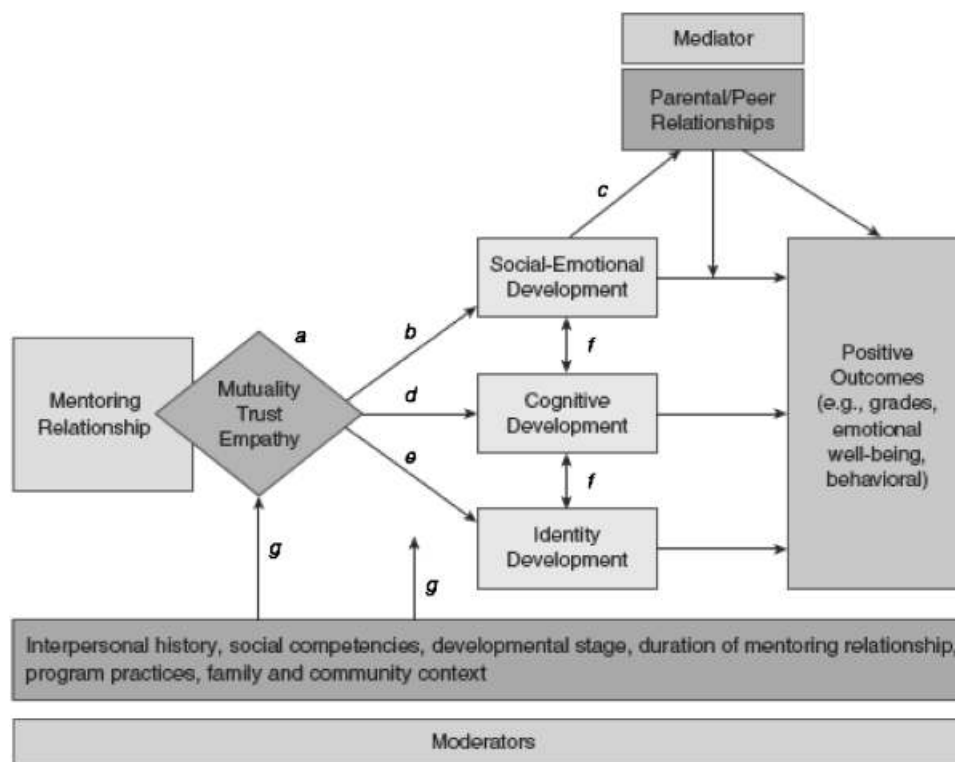 Mediator
Parental/Peer
Relationships
c
Social-Emotional
Development
a
b
f
Mentoring
Relationship
Mutuality
Trust
Empathy
d
Cognitive
Development
Positive
Outcomes
(e.g., grades,
emotional
well-being,
behavioral)
e
f
Identity
Development
g
g
Interpersonal history, social competencies, developmental stage, duration of mentoring relationship,
program practices, family and community context
Moderators